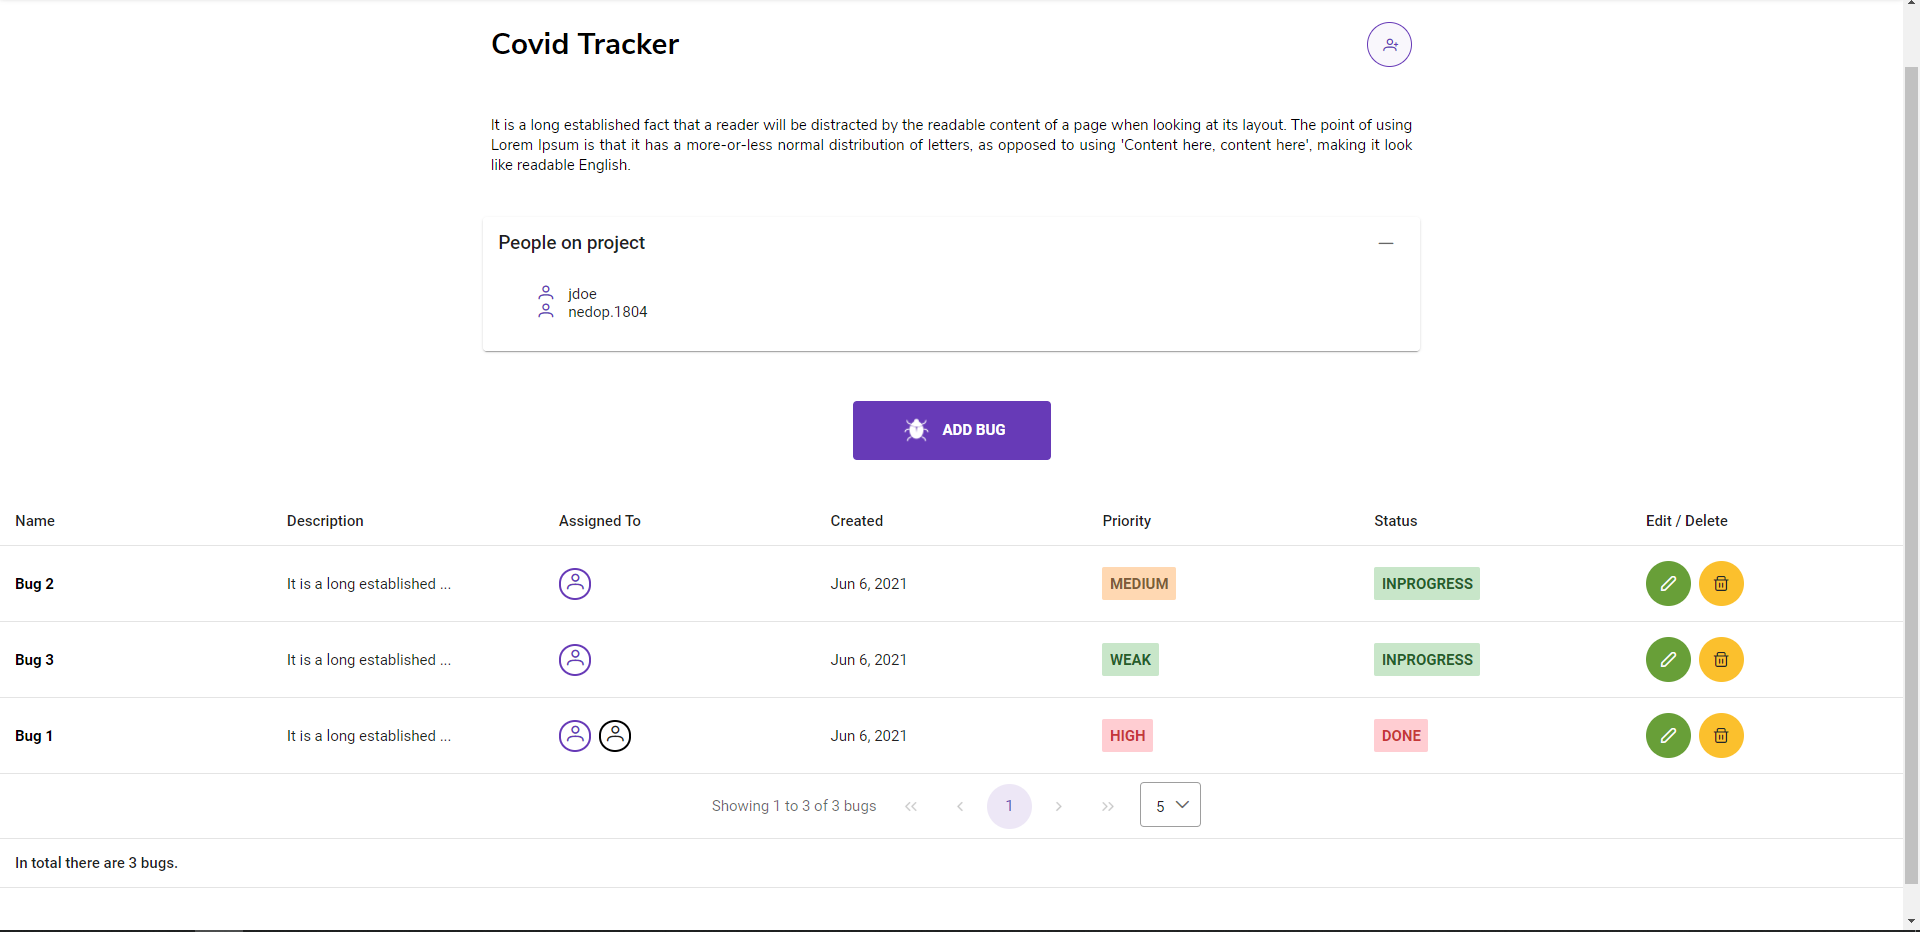 Covid Tracker
It is a long established fact that a reader will be distracted by the readable content of a page when looking at its layout. The point of using
Lorem Ipsum is that it has a more-or-less normal distribution of letters, as opposed to using 'Content here, content here', making it look
like readable English.
People on project
jdoe
nedop.1804
ADD BUG
Name Description Assigned To Created Priority Status Edit / Delete
Bug 2 It is a long established ... Jun 6, 2021 MEDIUM INPROGRESS
Bug 3 It is a long established ... Jun 6, 2021 WEAK INPROGRESS
Bug 1 It is a long established ... Jun 6, 2021 HIGH DONE
Showing 1 to 3 of 3 bugs 1 5
In total there are 3 bugs.